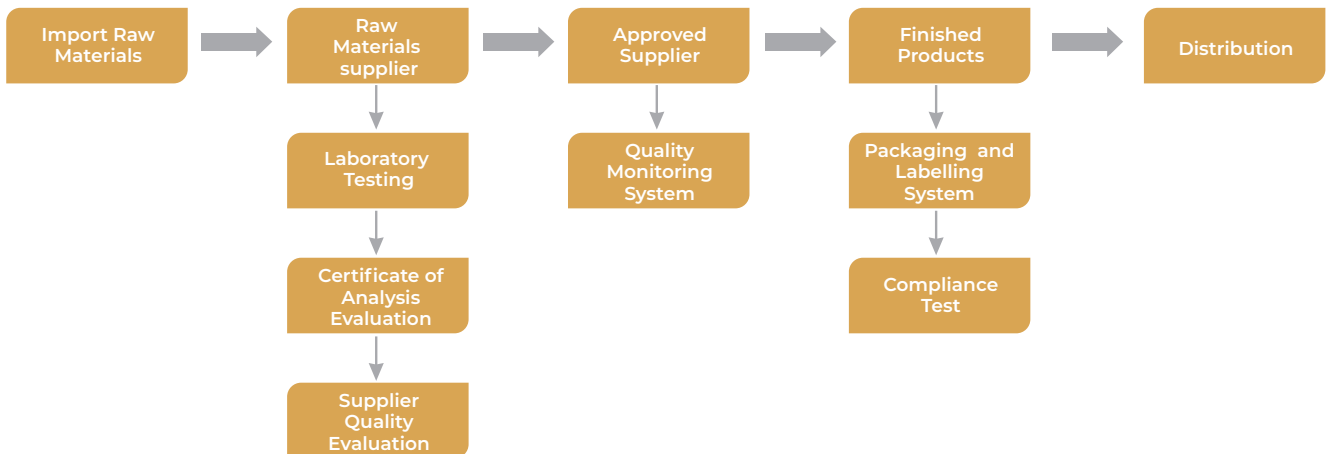 Import Raw
Materials
Raw
Materials
supplier
Approved
Supplier
Finished
Products
Distribution
Laboratory
Testing
Quality
Monitoring
System
Packaging and
Labelling
System
Certificate of
Analysis
Evaluation
Compliance
Test
Supplier
Quality
Evaluation